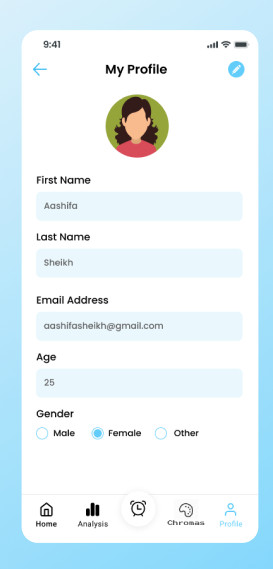 9:41
My Profile
First Name
Aashifa
Last Name
Sheikh
Email Address
aashifasheikh@gmail.com
Age
25
Gender
Male Female Other
Home Analysis Chromas Profile